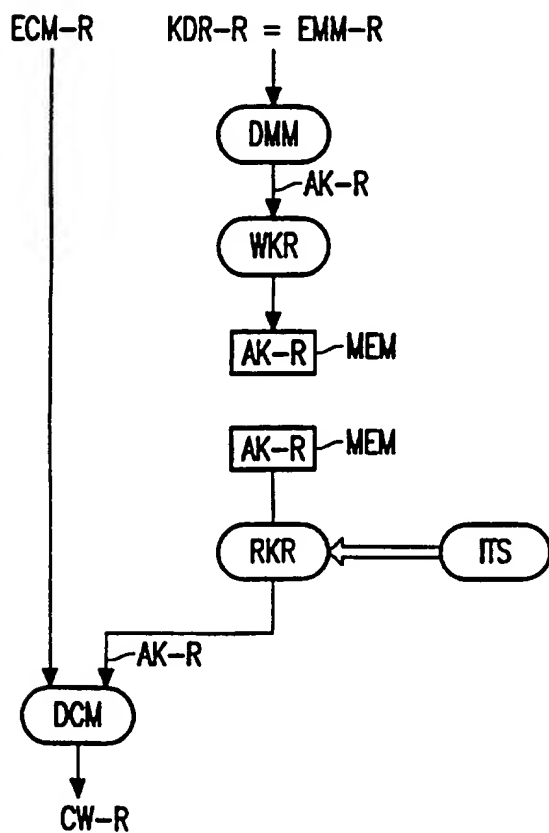 ECM-R KDR-R = EMM-R
DMM
AK-R
WKR
AK-R MEM
AK-R MEM
RKR ITS
AK-R
DCM
CW-R